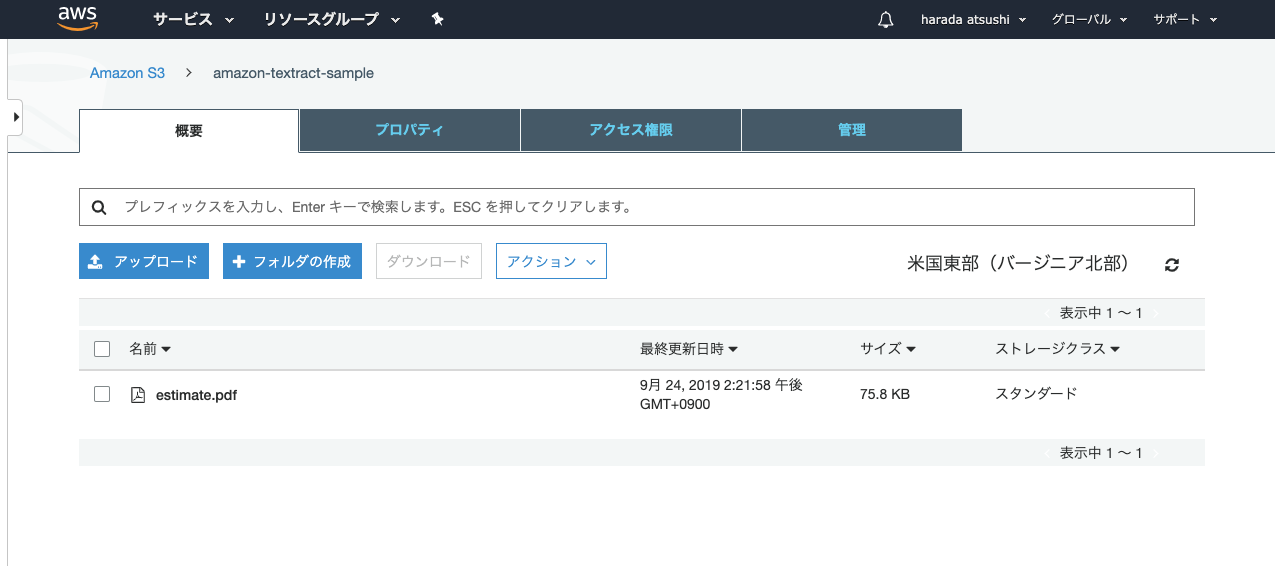 aws サービス リソースグループ harada atsushi グローバル サポート
Amazon S3 > amazon-textract-sample
概要 プロパティ アクセス権限 管理
プレフィックスを入力し、Enter キーで検索します。ESC を押してクリアします。
アップロード フォルダの作成 ダウンロード アクション 米国東部（バージニア北部）
表示中 1 ～ 1
名前 最終更新日時 サイズ ストレージクラス
estimate.pdf 9月 24, 2019 2:21:58 午後 75.8 KB スタンダード
GMT+0900
表示中 1 ～ 1